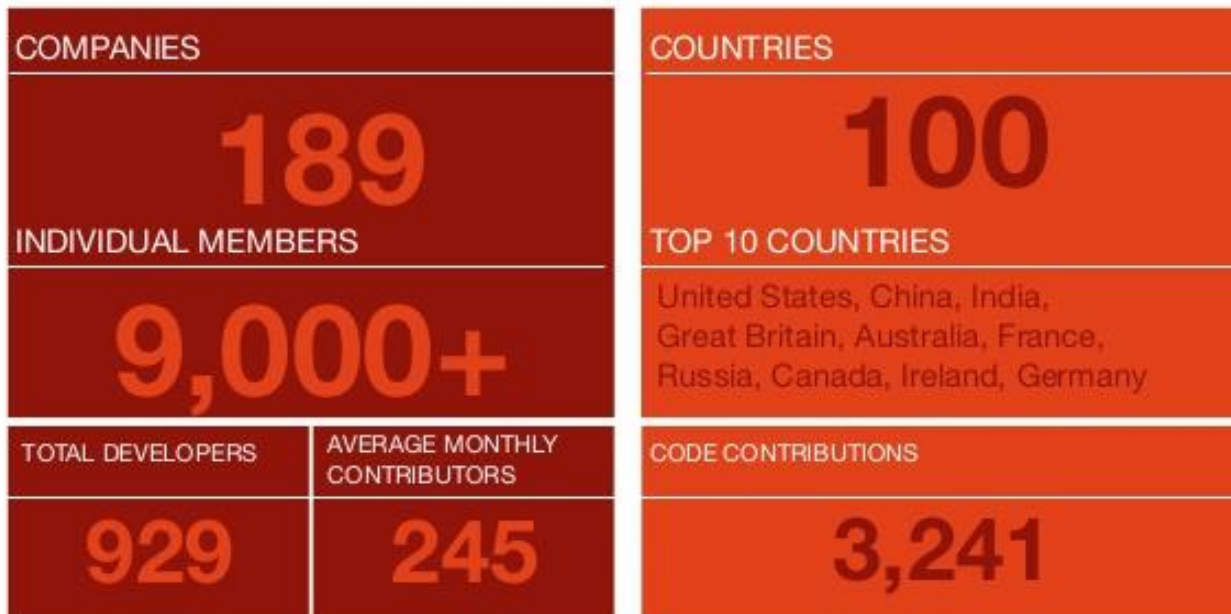 COMPANIES
189
INDIVIDUAL MEMBERS
9,000+
TOTAL DEVELOPERS
929
AVERAGE MONTHLY
CONTRIBUTORS
245
COUNTRIES
100
TOP 10 COUNTRIES
United States, China, India,
Great Britain, Australia, France,
Russia, Canada, Ireland, Germany
CODE CONTRIBUTIONS
3,241